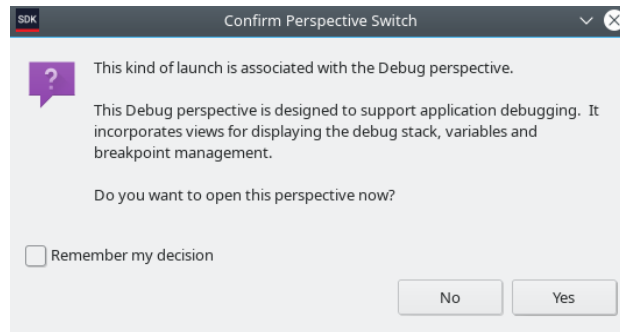 SDK
Confirm Perspective Switch
?
This kind of launch is associated with the Debug perspective.
This Debug perspective is designed to support application debugging. It
incorporates views for displaying the debug stack, variables and
breakpoint management.
Do you want to open this perspective now?
Remember my decision
No
Yes